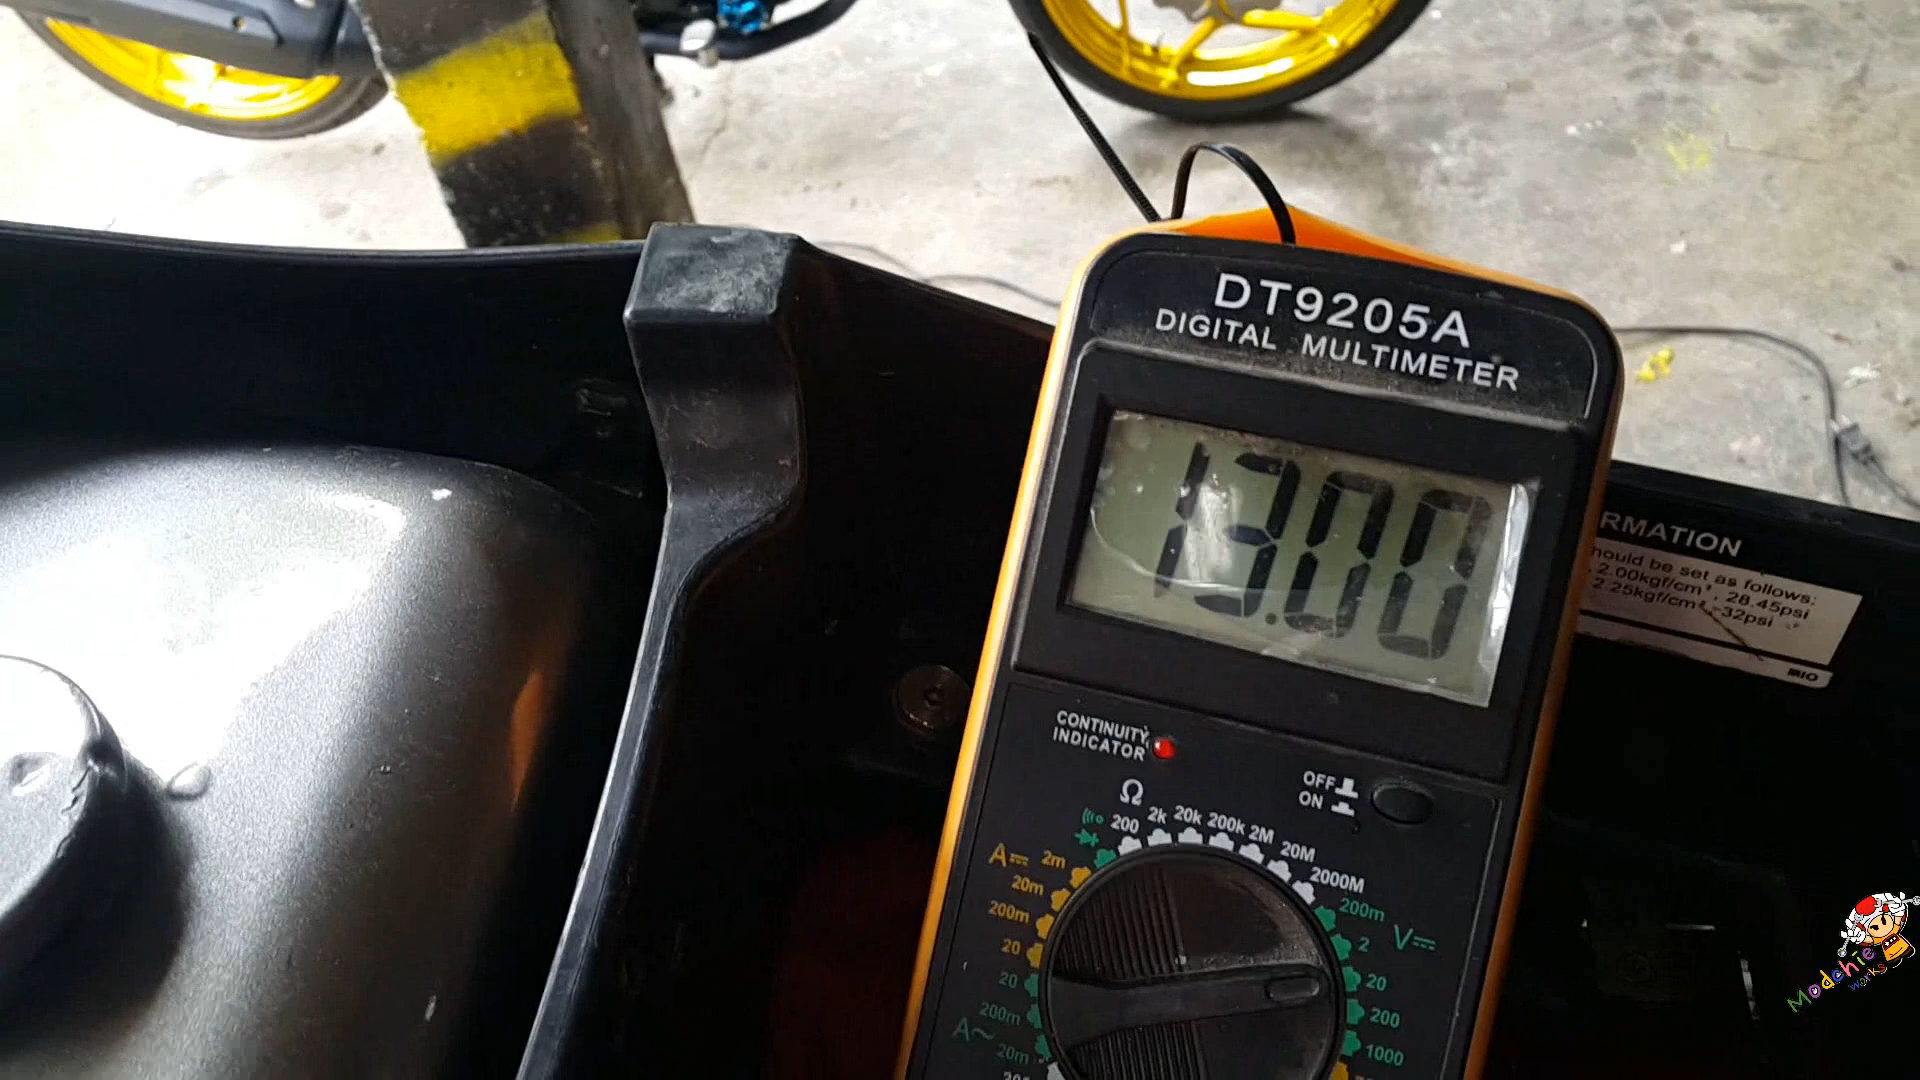 DT9205A
DIGITAL MULTIMETER
13.00
RMATION
hould be set as follows:
2.00kgf/cm², 28.45psi
2.25kgf/cm², 32psi
MIO
CONTINUITY
INDICATOR
OFF
ON
Ω
200 2k 20k 200k 2M 20M 2000M
A 2m
20m
200m
20
20
200m
A~
20m
200m
V
2
20
200
1000
Modchie
works